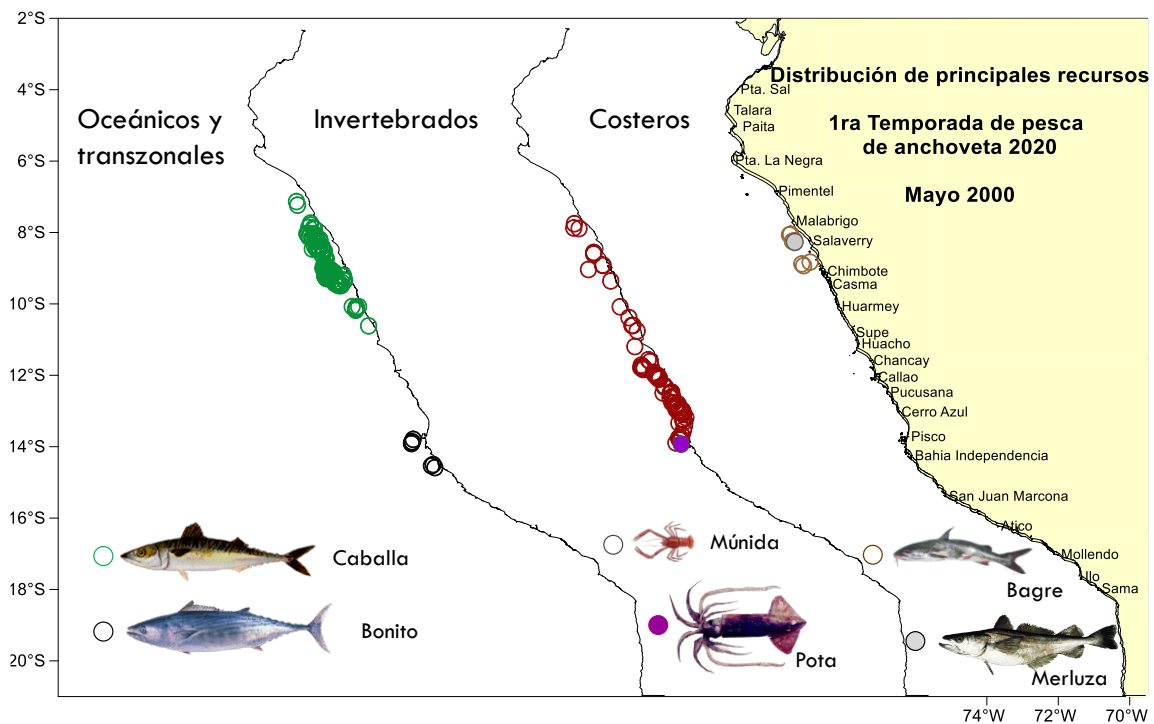 2°S
4°S
6°S
8°S
10°S
12°S
14°S
16°S
18°S
20°S
Oceánicos y
transzonales
Invertebrados
Costeros
Distribución de principales recursos
1ra Temporada de pesca
de anchoveta 2020
Mayo 2000
Pta. Sal
Talara
Paita
Pta. La Negra
Pimentel
Malabrigo
Salaverry
Chimbote
Casma
Huarmey
Supe
Huacho
Chancay
Callao
Pucusana
Cerro Azul
Pisco
Bahia Independencia
San Juan Marcona
Atico
Mollendo
Ilo
Sama
Caballa
Bonito
Múnida
Pota
Bagre
Merluza
74°W
72°W
70°W